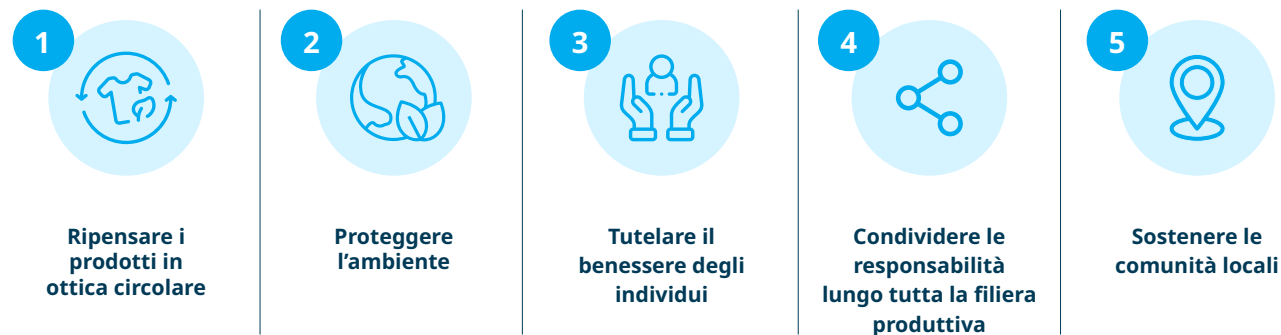 1
Ripensare i
prodotti in
ottica circolare
2
Proteggere
l’ambiente
3
Tutelare il
benessere degli
individui
4
Condividere le
responsabilità
lungo tutta la filiera
produttiva
5
Sostenere le
comunità locali